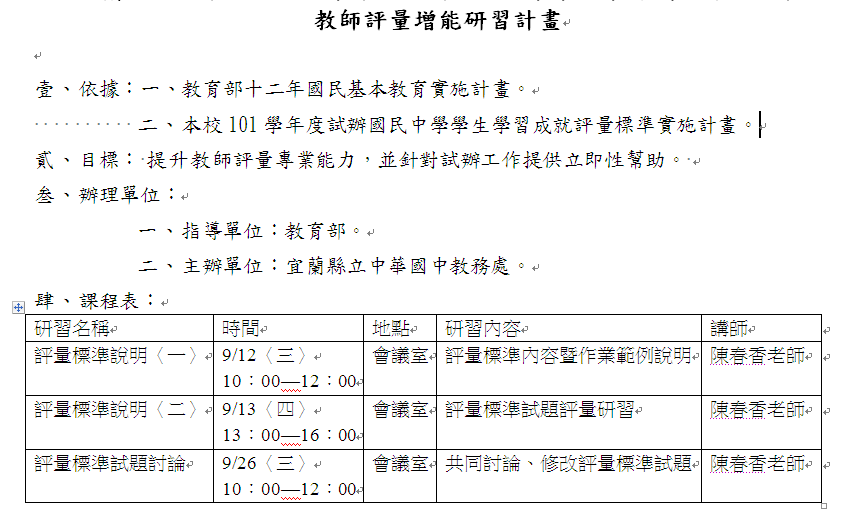 教師評量增能研習計畫
壹、依據：一、教育部十二年國民基本教育實施計畫。
二、本校101學年度試辦國民中學學生學習成就評量標準實施計畫。
貳、目標：提升教師評量專業能力，並針對試辦工作提供立即性幫助。
叁、辦理單位：
一、指導單位：教育部。
二、主辦單位：宜蘭縣立中華國中教務處。
肆、課程表：
研習名稱 時間 地點 研習內容 講師
評量標準說明〈一〉 9/12〈三〉 會議室 評量標準內容暨作業範例說明 陳春香老師
10：00—12：00
評量標準說明〈二〉 9/13〈四〉 會議室 評量標準試題評量研習 陳春香老師
13：00—16：00
評量標準試題討論 9/26〈三〉 會議室 共同討論、修改評量標準試題 陳春香老師
10：00—12：00